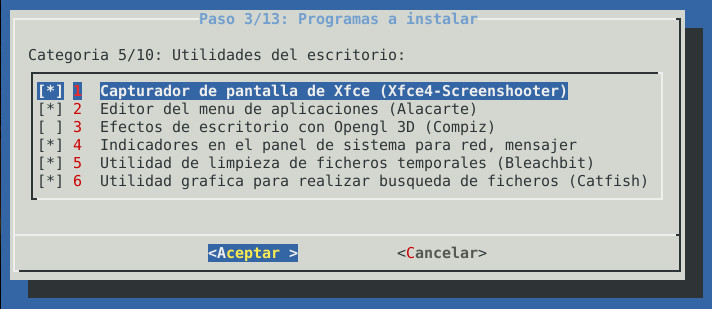 Paso 3/13: Programas a instalar
Categoria 5/10: Utilidades del escritorio:
[*] 1 Capturador de pantalla de Xfce (Xfce4-Screenshooter)
[*] 2 Editor del menu de aplicaciones (Alacarte)
[ ] 3 Efectos de escritorio con Opengl 3D (Compiz)
[*] 4 Indicadores en el panel de sistema para red, mensajer
[*] 5 Utilidad de limpieza de ficheros temporales (Bleachbit)
[*] 6 Utilidad grafica para realizar busqueda de ficheros (Catfish)
<Aceptar > <Cancelar>